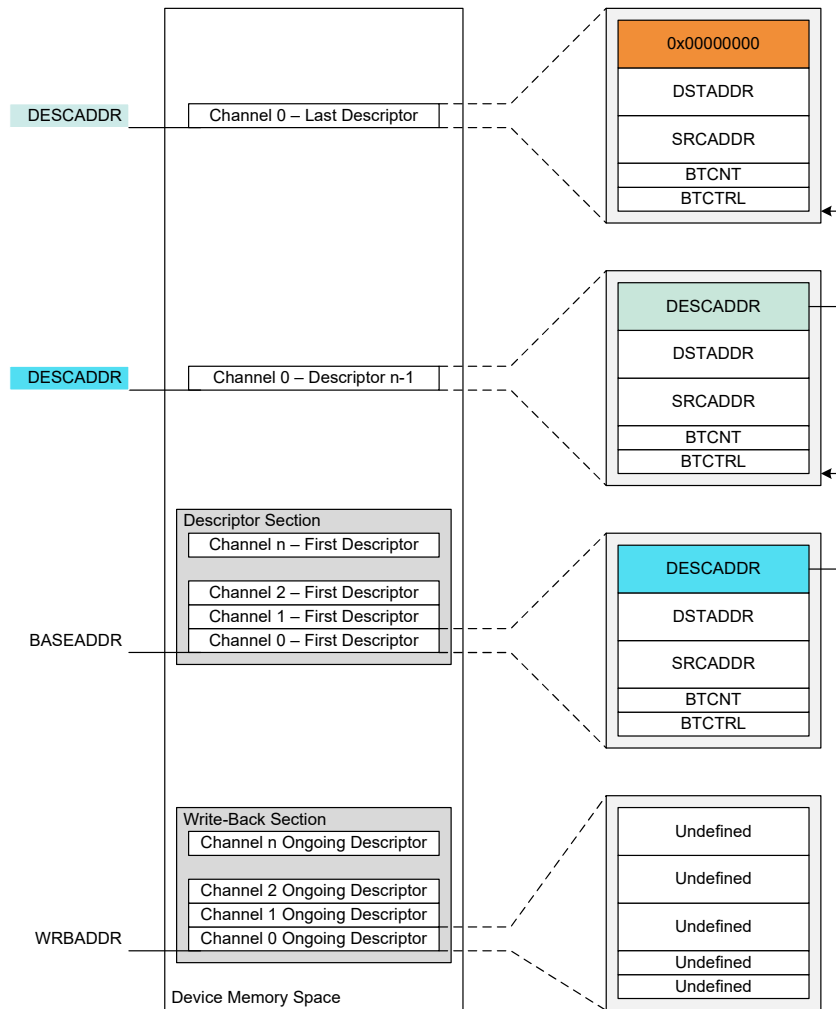 0x00000000
DESCADDR
Channel 0 – Last Descriptor
DSTADDR
SRCADDR
BTCNT
BTCTRL
DESCADDR
DESCADDR
Channel 0 – Descriptor n-1
DSTADDR
SRCADDR
BTCNT
BTCTRL
Descriptor Section
Channel n – First Descriptor
Channel 2 – First Descriptor
Channel 1 – First Descriptor
BASEADDR
Channel 0 – First Descriptor
DESCADDR
DSTADDR
SRCADDR
BTCNT
BTCTRL
Write-Back Section
Channel n Ongoing Descriptor
Channel 2 Ongoing Descriptor
Channel 1 Ongoing Descriptor
WRBADDR
Channel 0 Ongoing Descriptor
Undefined
Undefined
Undefined
Undefined
Undefined
Device Memory Space